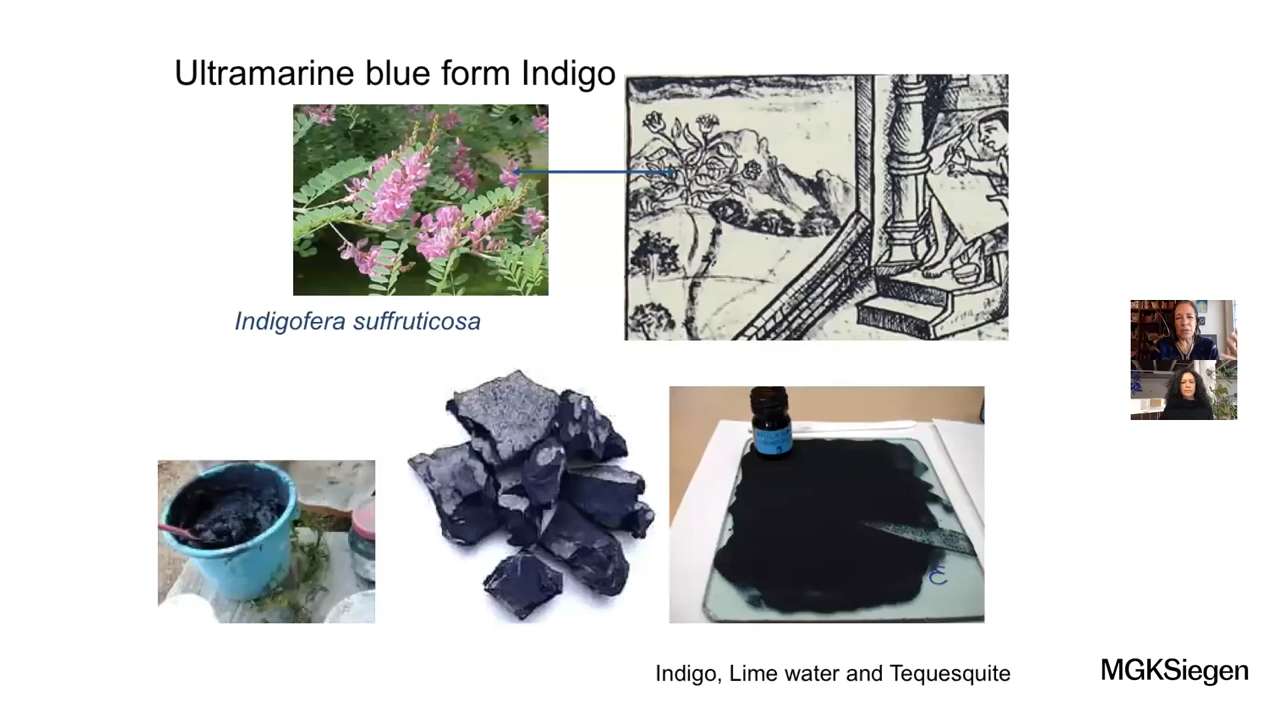 Ultramarine blue form Indigo
Indigofera suffruticosa
Indigo, Lime water and Tequesquite
MGKSiegen